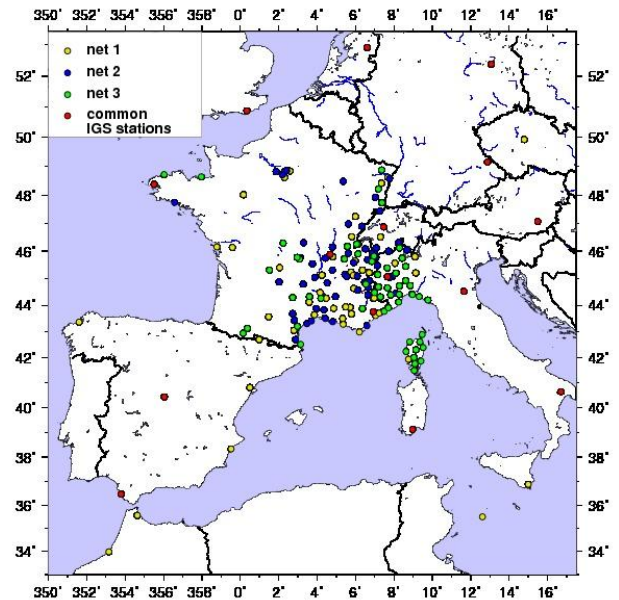 350˚ 352˚ 354˚ 356˚ 358˚ 0˚ 2˚ 4˚ 6˚ 8˚ 10˚ 12˚ 14˚ 16˚
net 1
net 2
net 3
common
IGS stations
52˚ 52˚
50˚ 50˚
48˚ 48˚
46˚ 46˚
44˚ 44˚
42˚ 42˚
40˚ 40˚
38˚ 38˚
36˚ 36˚
34˚ 34˚
350˚ 352˚ 354˚ 356˚ 358˚ 0˚ 2˚ 4˚ 6˚ 8˚ 10˚ 12˚ 14˚ 16˚